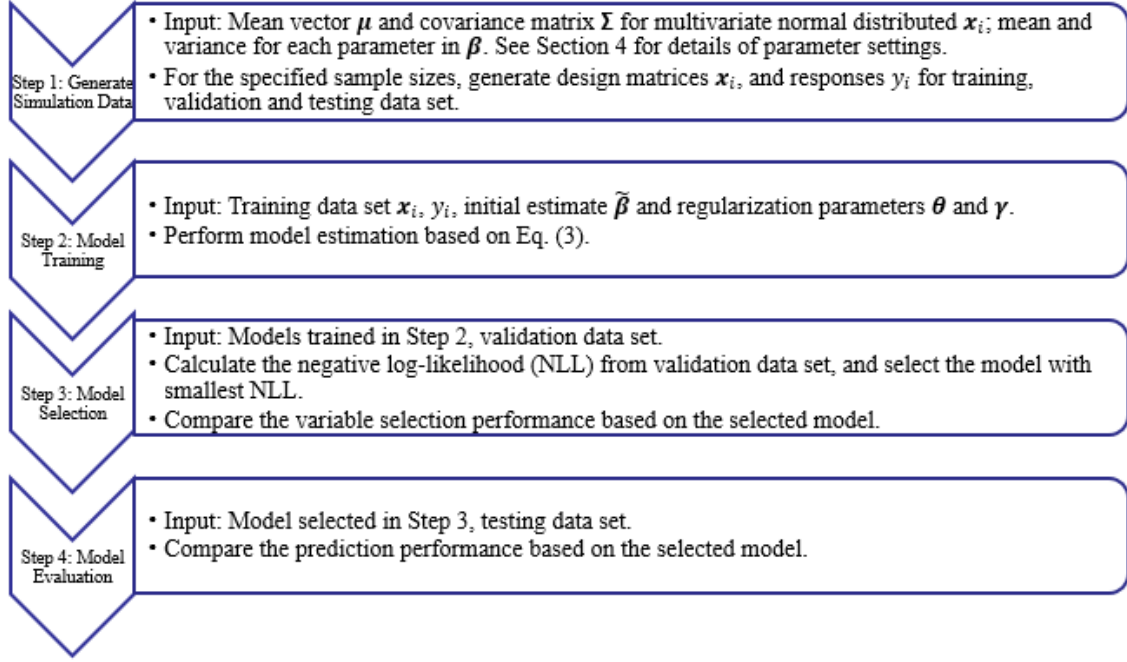 Step 1: Generate
Simulation Data
• Input: Mean vector μ and covariance matrix Σ for multivariate normal distributed xᵢ; mean and
variance for each parameter in β. See Section 4 for details of parameter settings.
• For the specified sample sizes, generate design matrices xᵢ, and responses yᵢ for training,
validation and testing data set.
Step 2: Model
Training
• Input: Training data set xᵢ, yᵢ, initial estimate β̃ and regularization parameters θ and γ.
• Perform model estimation based on Eq. (3).
Step 3: Model
Selection
• Input: Models trained in Step 2, validation data set.
• Calculate the negative log-likelihood (NLL) from validation data set, and select the model with
smallest NLL.
• Compare the variable selection performance based on the selected model.
Step 4: Model
Evaluation
• Input: Model selected in Step 3, testing data set.
• Compare the prediction performance based on the selected model.